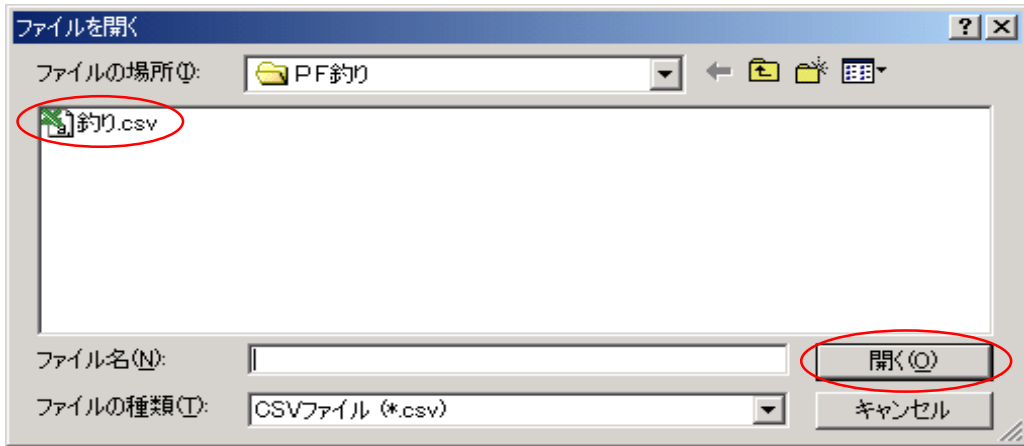 ファイルを開く
ファイルの場所(I): PF釣り
釣り.csv
ファイル名(N): 開く(O)
ファイルの種類(T): CSVファイル (*.csv) キャンセル